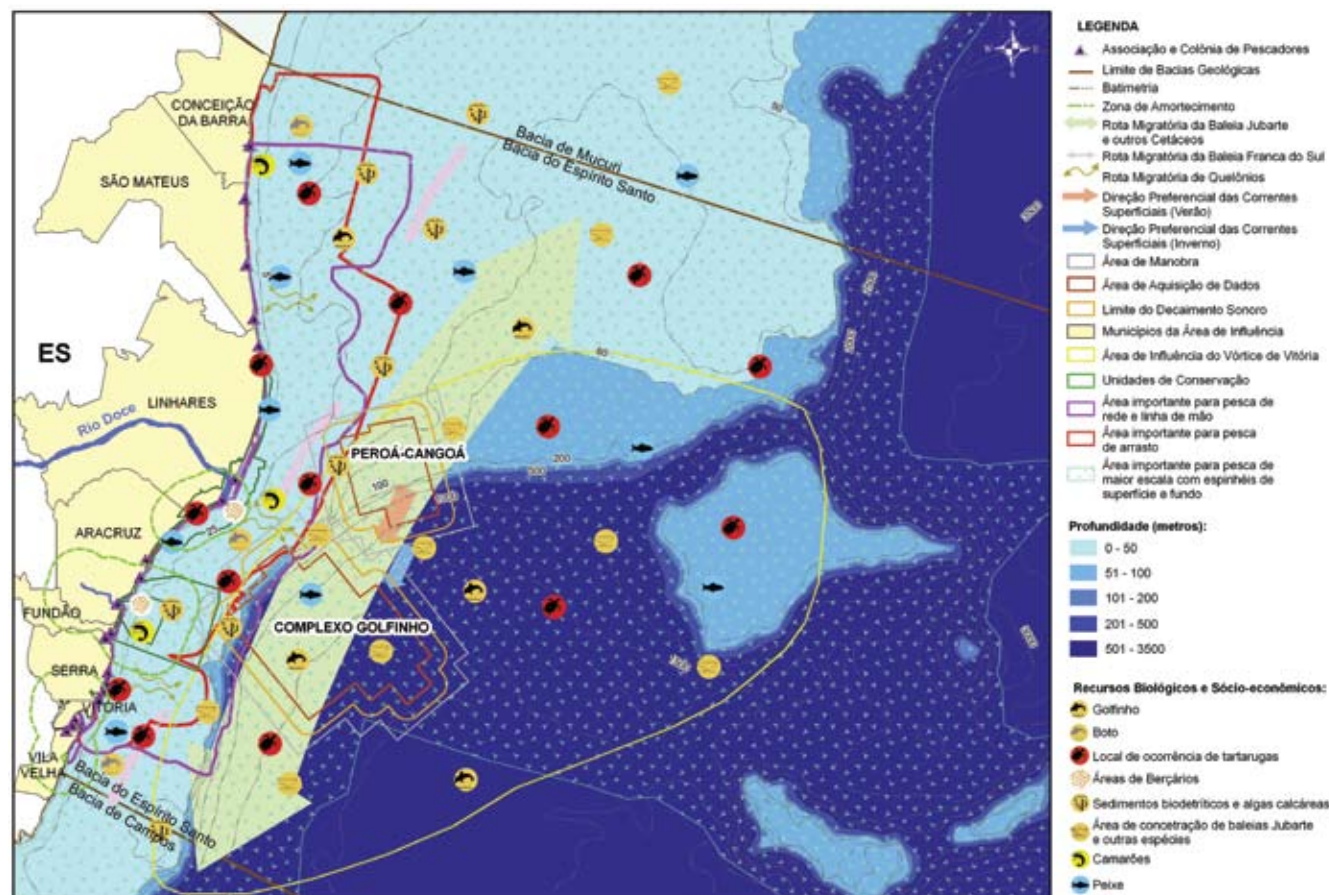 CONCEIÇÃO
DA BARRA
SÃO MATEUS
ES
LINHARES
Rio Doce
ARACRUZ
FUNDÃO
SERRA
VITÓRIA
VILA
VELHA
Bacia de Mucuri
Bacia do Espírito Santo
PEROÁ-CANGOÁ
COMPLEXO GOLFINHO
Bacia do Espírito Santo
Bacia de Campos
50
50
100
200
500
LEGENDA
Associação e Colônia de Pescadores
Limite de Bacias Geológicas
Batimetria
Zona de Amortecimento
Rota Migratória da Baleia Jubarte
e outros Cetáceos
Rota Migratória da Baleia Franca do Sul
Rota Migratória de Quelônios
Direção Preferencial das Correntes
Superficiais (Verão)
Direção Preferencial das Correntes
Superficiais (Inverno)
Área de Manobra
Área de Aquisição de Dados
Limite do Decaimento Sonoro
Municípios da Área de Influência
Área de Influência do Vórtice de Vitória
Unidades de Conservação
Área importante para pesca de
rede e linha de mão
Área importante para pesca
de arrasto
Área importante para pesca de
maior escala com espinhéis de
superfície e fundo
Profundidade (metros):
0 - 50
51 - 100
101 - 200
201 - 500
501 - 3500
Recursos Biológicos e Sócio-econômicos:
Golfinho
Boto
Local de ocorrência de tartarugas
Áreas de Berçários
Sedimentos biodetríticos e algas calcáreas
Área de concetração de baleias Jubarte
e outras espécies
Camarões
Peixe